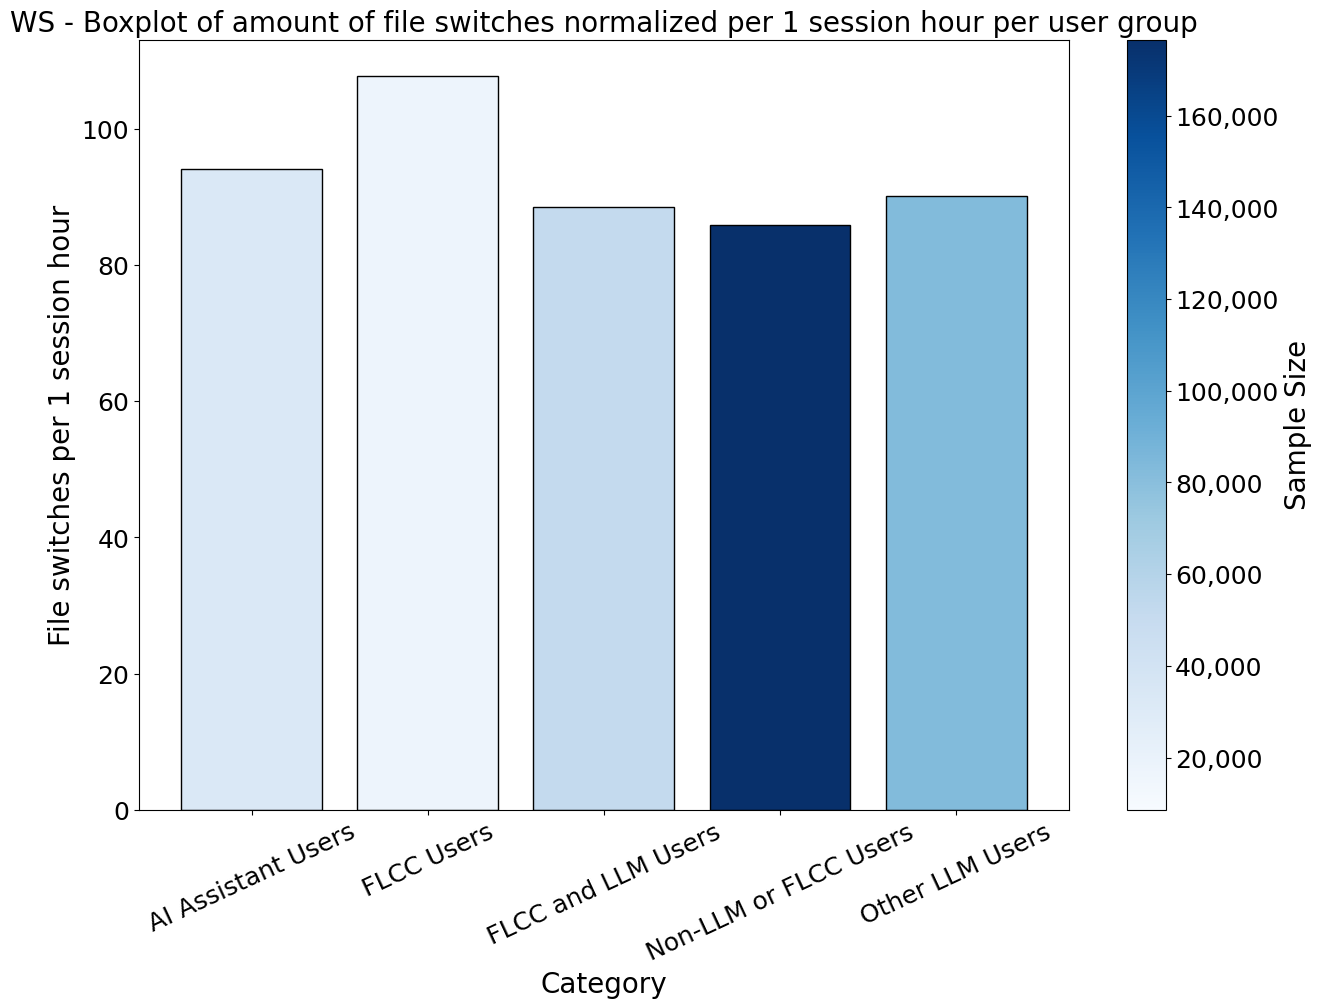 WS - Boxplot of amount of file switches normalized per 1 session hour per user group
File switches per 1 session hour
100
80
60
40
20
0
AI Assistant Users
FLCC Users
FLCC and LLM Users
Non-LLM or FLCC Users
Other LLM Users
Category
160,000
140,000
120,000
100,000
80,000
60,000
40,000
20,000
Sample Size